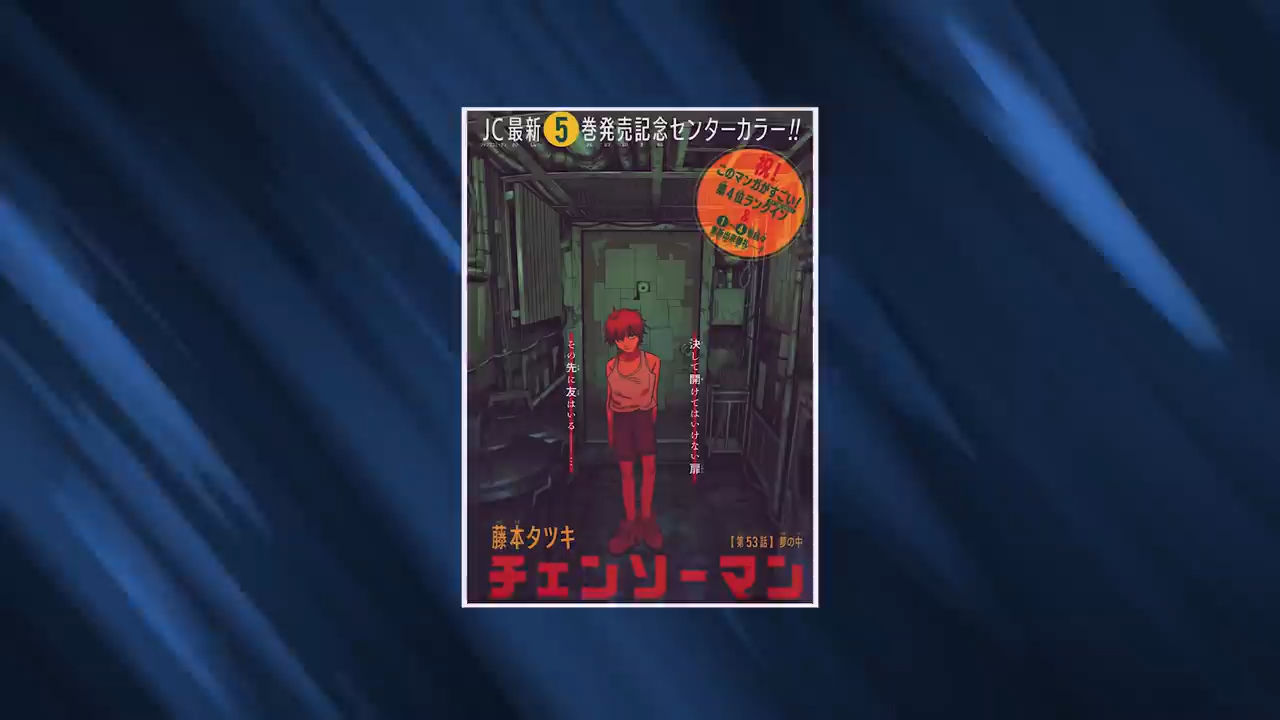 JC最新5巻発売記念センターカラー!!
祝!
このマンガがすごい!
第4位ランクイン
&
決して開けてはいけない扉
その先に友はいる――…
藤本タツキ
【第53話】夢の中
チェンソーマン